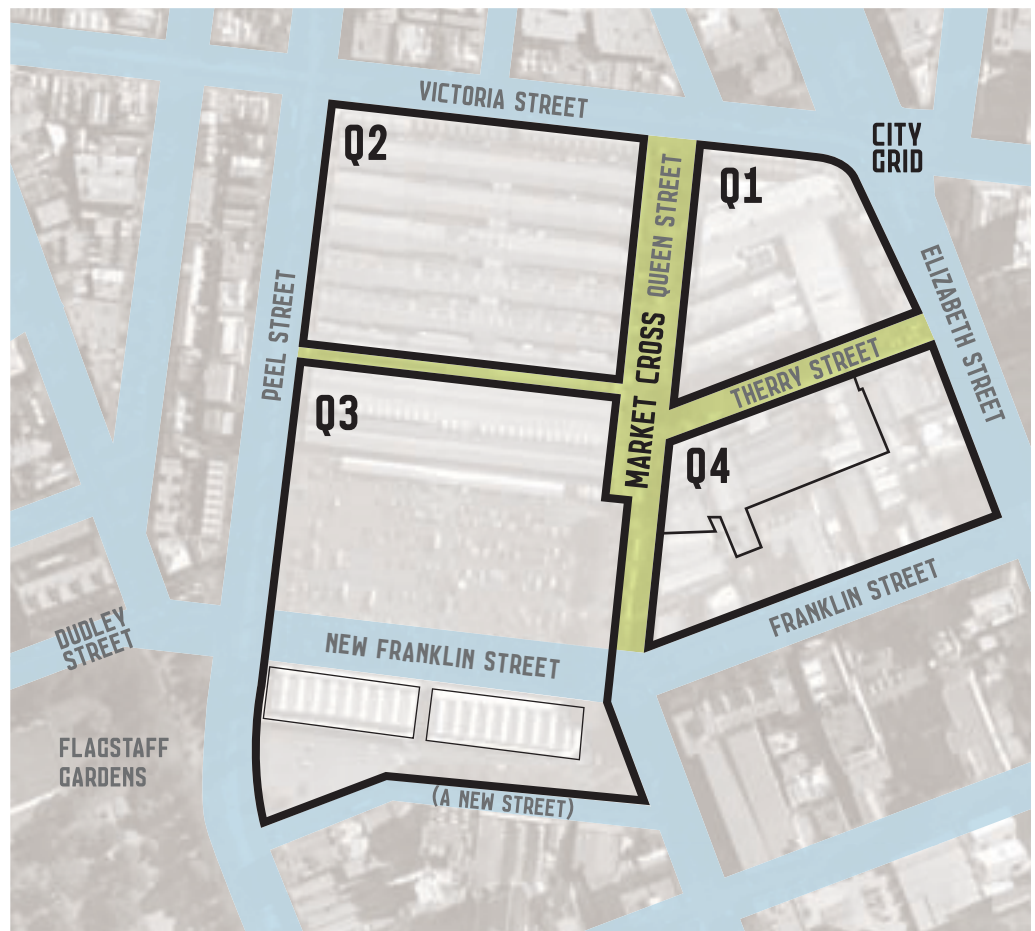 VICTORIA STREET
CITY
GRID
Q2
Q1
QUEEN STREET
ELIZABETH STREET
PEEL STREET
MARKET CROSS
THERRY STREET
Q3
Q4
FRANKLIN STREET
DUDLEY
STREET
NEW FRANKLIN STREET
FLAGSTAFF
GARDENS
(A NEW STREET)